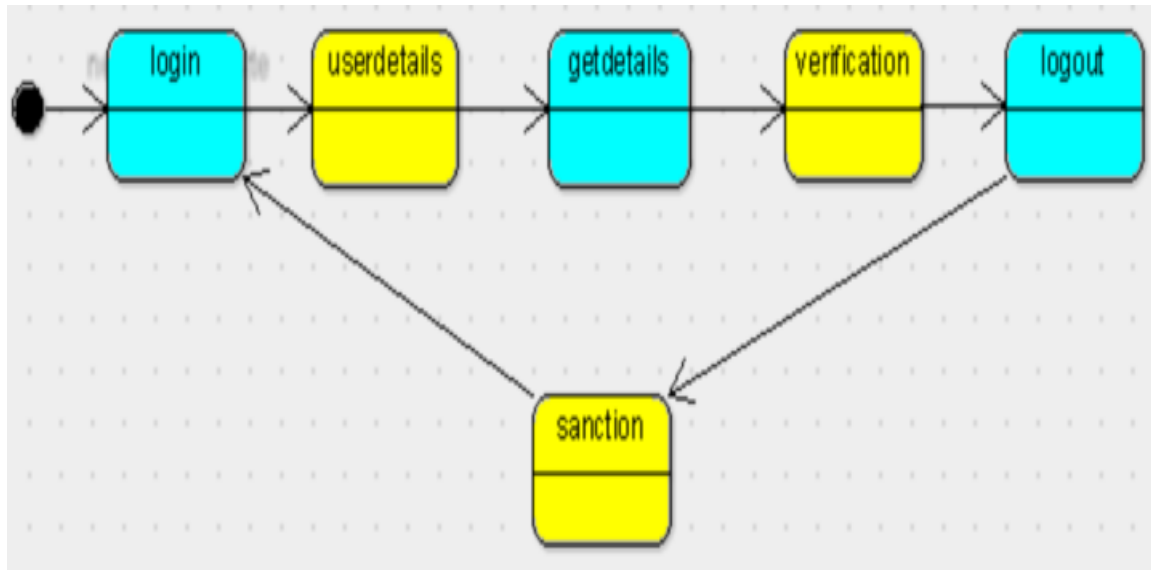 login
userdetails
getdetails
verification
logout
sanction